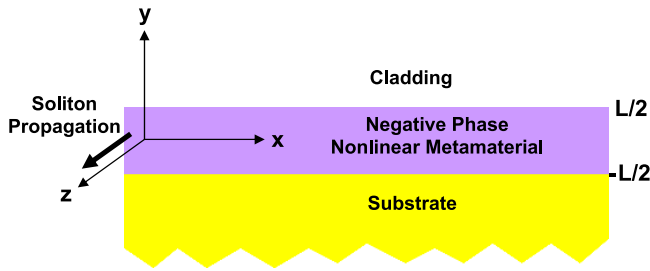 y
Cladding
Soliton
Propagation
L/2
Negative Phase
Nonlinear Metamaterial
x
-L/2
z
Substrate